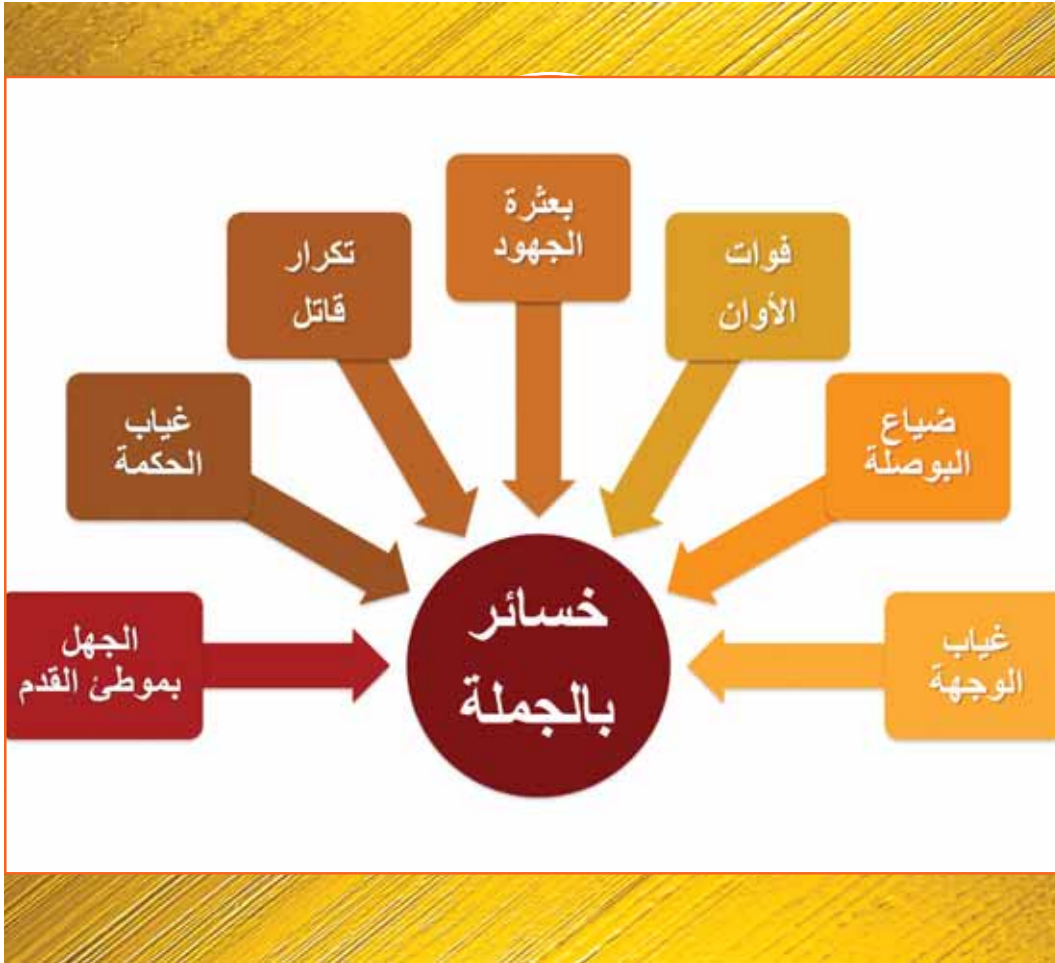 بعثرة
الجهود
فوات
الأوان
تكرار
قاتل
ضياع
البوصلة
غياب
الحكمة
غياب
الوجهة
الجهل
بموطئ القدم
خسائر
بالجملة